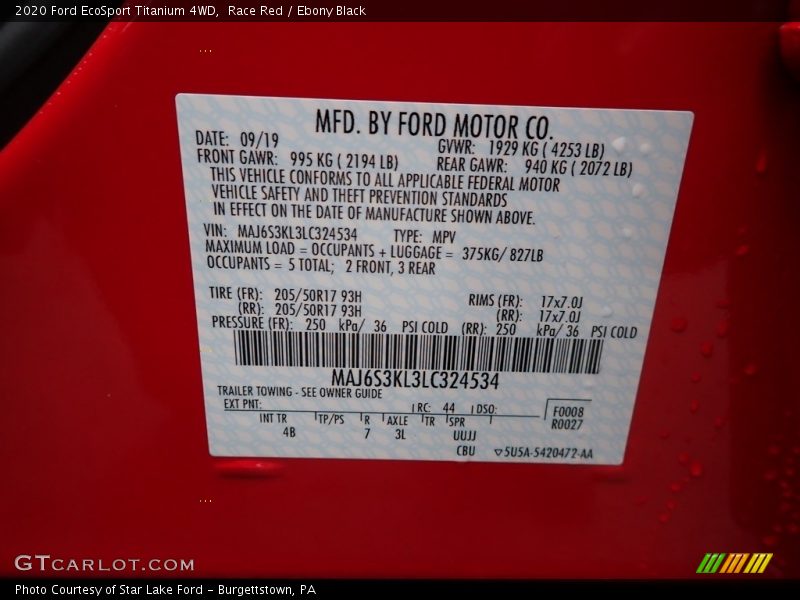 2020 Ford EcoSport Titanium 4WD,  Race Red / Ebony Black
MFD. BY FORD MOTOR CO.
DATE: 09/19 GVWR: 1929 KG ( 4253 LB)
FRONT GAWR: 995 KG ( 2194 LB) REAR GAWR: 940 KG ( 2072 LB)
THIS VEHICLE CONFORMS TO ALL APPLICABLE FEDERAL MOTOR
VEHICLE SAFETY AND THEFT PREVENTION STANDARDS
IN EFFECT ON THE DATE OF MANUFACTURE SHOWN ABOVE.
VIN: MAJ6S3KL3LC324534 TYPE: MPV
MAXIMUM LOAD = OCCUPANTS + LUGGAGE = 375KG/ 827LB
OCCUPANTS = 5 TOTAL; 2 FRONT, 3 REAR
TIRE (FR): 205/50R17 93H RIMS (FR): 17x7.0J
(RR): 205/50R17 93H (RR): 17x7.0J
PRESSURE (FR): 250 kPa/ 36 PSI COLD (RR): 250 kPa/ 36 PSI COLD
MAJ6S3KL3LC324534
TRAILER TOWING - SEE OWNER GUIDE
EXT PNT: RC: 44 DSO: F0008
R0027
INT TR TP/PS R AXLE TR SPR
4B 7 3L UUJJ
CBU 5U5A-5420472-AA
GTCARLOT.COM
Photo Courtesy of Star Lake Ford - Burgettstown, PA